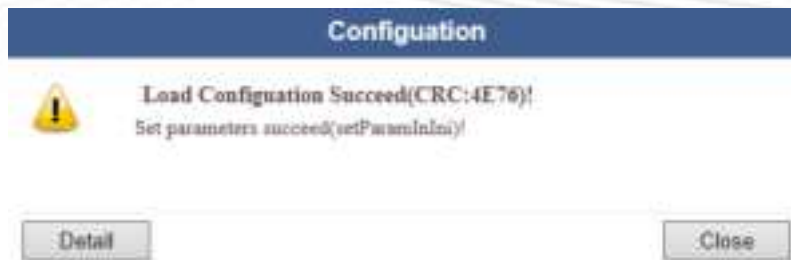 Configuation
Load Configuation Succeed(CRC:4E76)!
Set parameters succeed(setParamInIni)!
Detail
Close